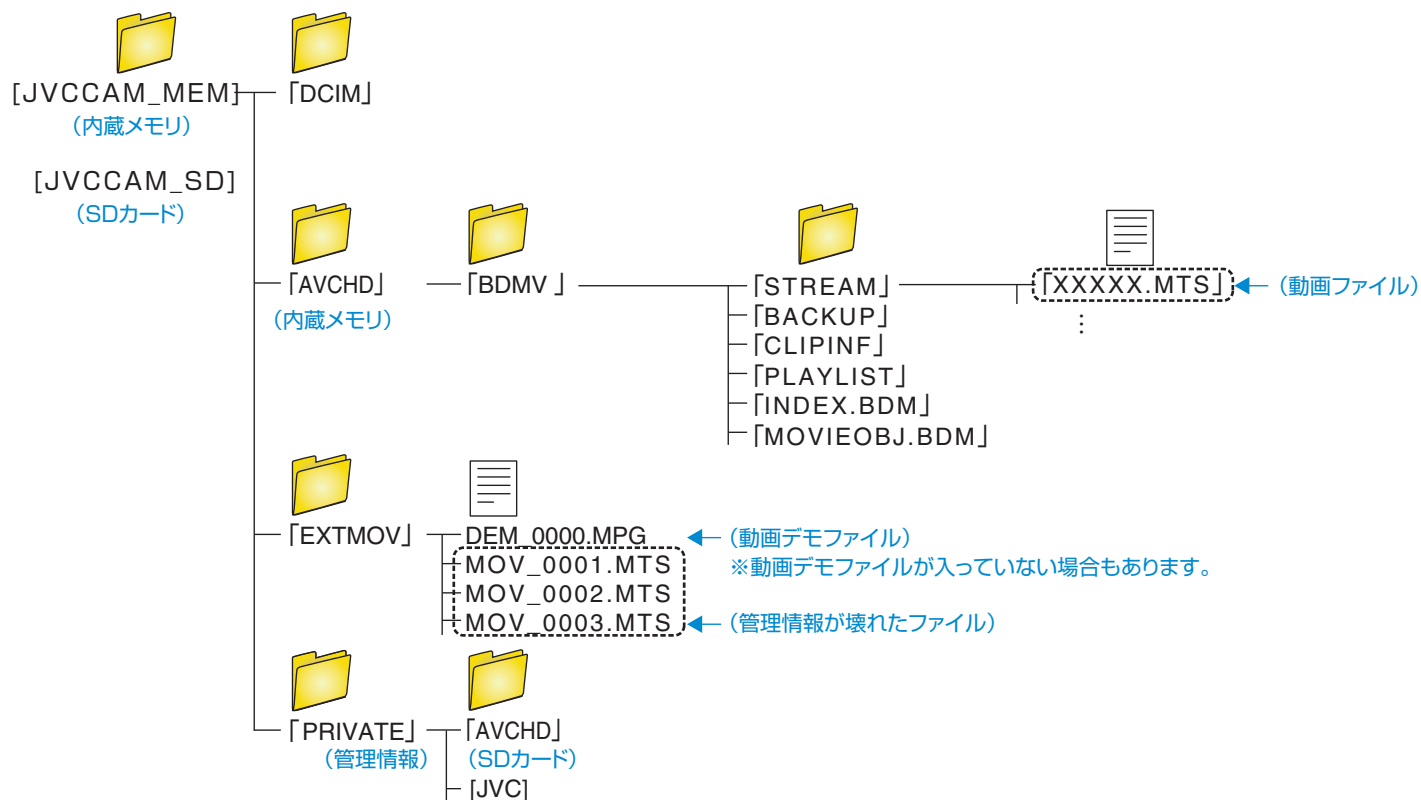 [JVCCAM_MEM]
「DCIM」
（内蔵メモリ）
[JVCCAM_SD]
（SDカード）
「AVCHD」
（内蔵メモリ）
「BDMV 」
「STREAM」
「BACKUP」
「CLIPINF」
「PLAYLIST」
「INDEX.BDM」
「MOVIEOBJ.BDM」
「XXXXX.MTS」
（動画ファイル）
「EXTMOV」
DEM_0000.MPG
（動画デモファイル）
※動画デモファイルが入っていない場合もあります。
MOV_0001.MTS
MOV_0002.MTS
MOV_0003.MTS
（管理情報が壊れたファイル）
「PRIVATE」
（管理情報）
「AVCHD」
（SDカード）
[JVC]